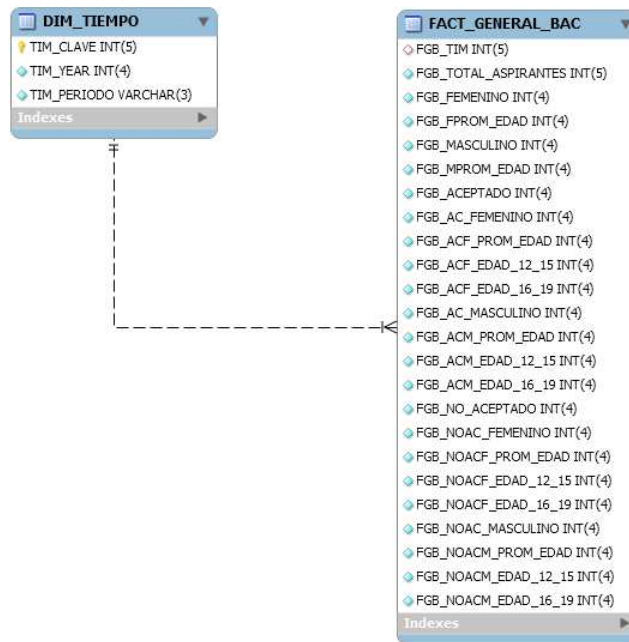 DIM_TIEMPO
TIM_CLAVE INT(5)
TIM_YEAR INT(4)
TIM_PERIODO VARCHAR(3)
Indexes
FACT_GENERAL_BAC
FGB_TIM INT(5)
FGB_TOTAL_ASPIRANTES INT(5)
FGB_FEMENINO INT(4)
FGB_FPROM_EDAD INT(4)
FGB_MASCULINO INT(4)
FGB_MPROM_EDAD INT(4)
FGB_ACEPTADO INT(4)
FGB_AC_FEMENINO INT(4)
FGB_ACF_PROM_EDAD INT(4)
FGB_ACF_EDAD_12_15 INT(4)
FGB_ACF_EDAD_16_19 INT(4)
FGB_AC_MASCULINO INT(4)
FGB_ACM_PROM_EDAD INT(4)
FGB_ACM_EDAD_12_15 INT(4)
FGB_ACM_EDAD_16_19 INT(4)
FGB_NO_ACEPTADO INT(4)
FGB_NOAC_FEMENINO INT(4)
FGB_NOACF_PROM_EDAD INT(4)
FGB_NOACF_EDAD_12_15 INT(4)
FGB_NOACF_EDAD_16_19 INT(4)
FGB_NOAC_MASCULINO INT(4)
FGB_NOACM_PROM_EDAD INT(4)
FGB_NOACM_EDAD_12_15 INT(4)
FGB_NOACM_EDAD_16_19 INT(4)
Indexes